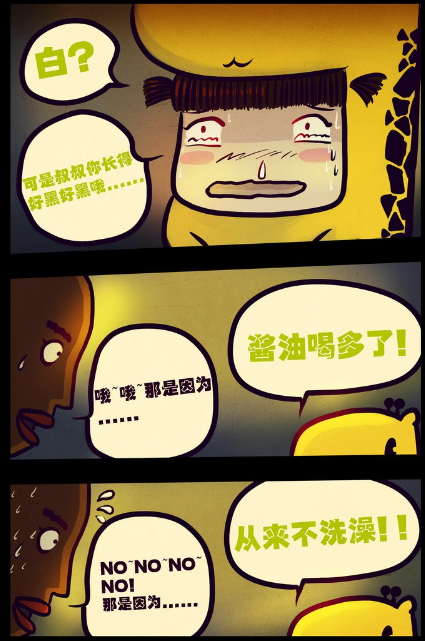 白?
可是叔叔你长得
好黑好黑哦……
酱油喝多了!
哦~哦~那是因为
……
从来不洗澡!!
NO~NO~NO~
NO!
那是因为……